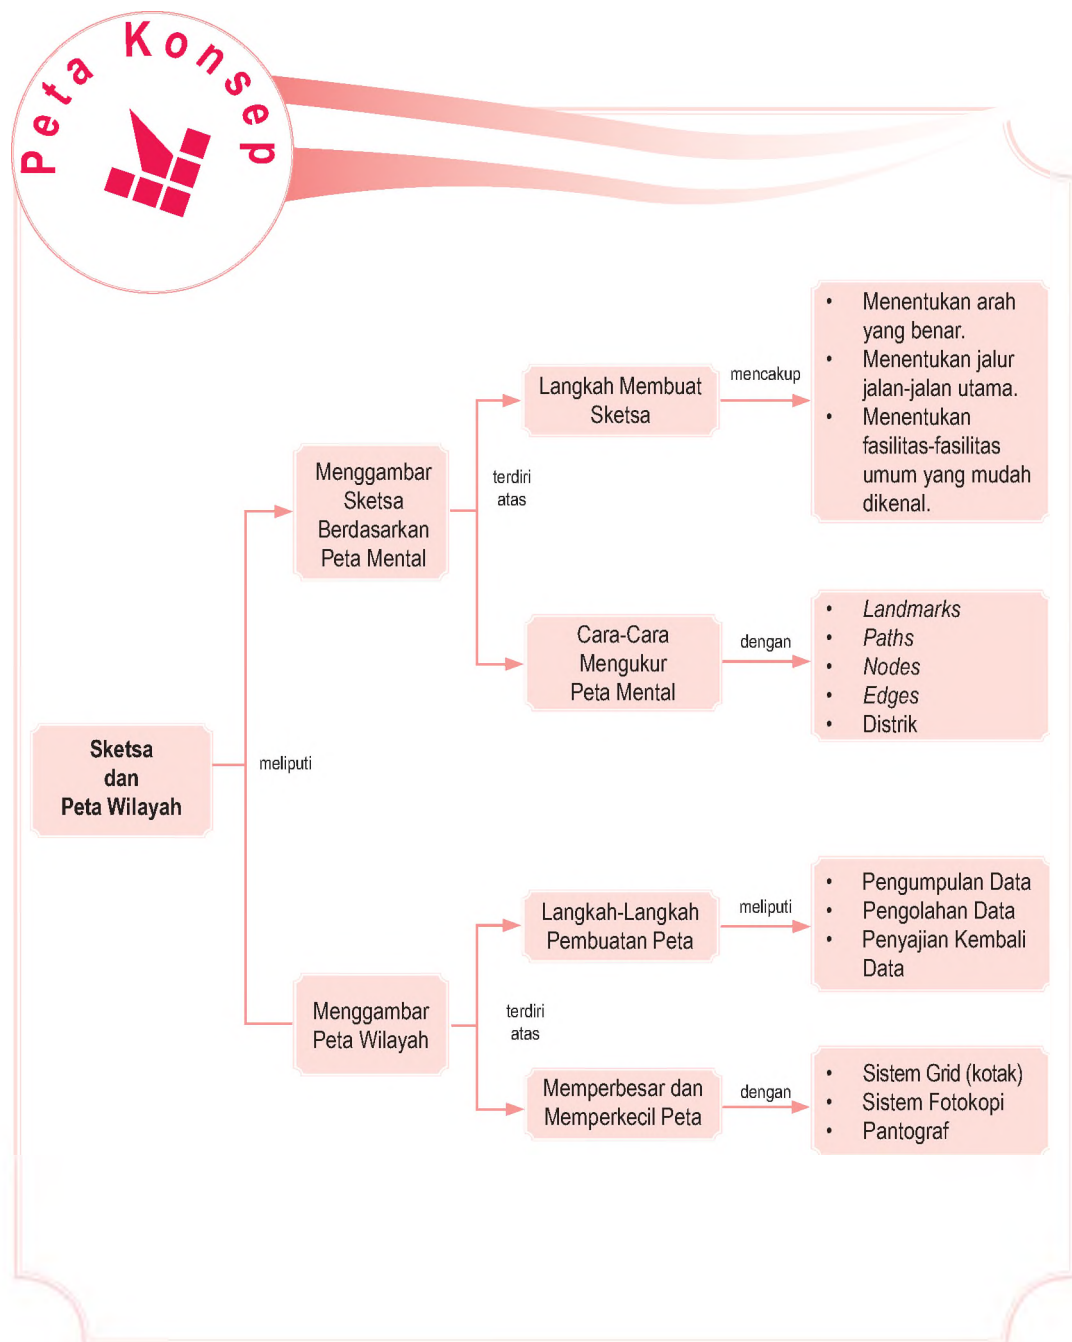 Peta Konsep
• Menentukan arah
yang benar.
• Menentukan jalur
jalan-jalan utama.
• Menentukan
fasilitas-fasilitas
umum yang mudah
dikenal.
Langkah Membuat
Sketsa
mencakup
Menggambar
Sketsa
Berdasarkan
Peta Mental
terdiri
atas
Cara-Cara
Mengukur
Peta Mental
dengan
• Landmarks
• Paths
• Nodes
• Edges
• Distrik
Sketsa
dan
Peta Wilayah
meliputi
Langkah-Langkah
Pembuatan Peta
meliputi
• Pengumpulan Data
• Pengolahan Data
• Penyajian Kembali
Data
Menggambar
Peta Wilayah
terdiri
atas
Memperbesar dan
Memperkecil Peta
dengan
• Sistem Grid (kotak)
• Sistem Fotokopi
• Pantograf